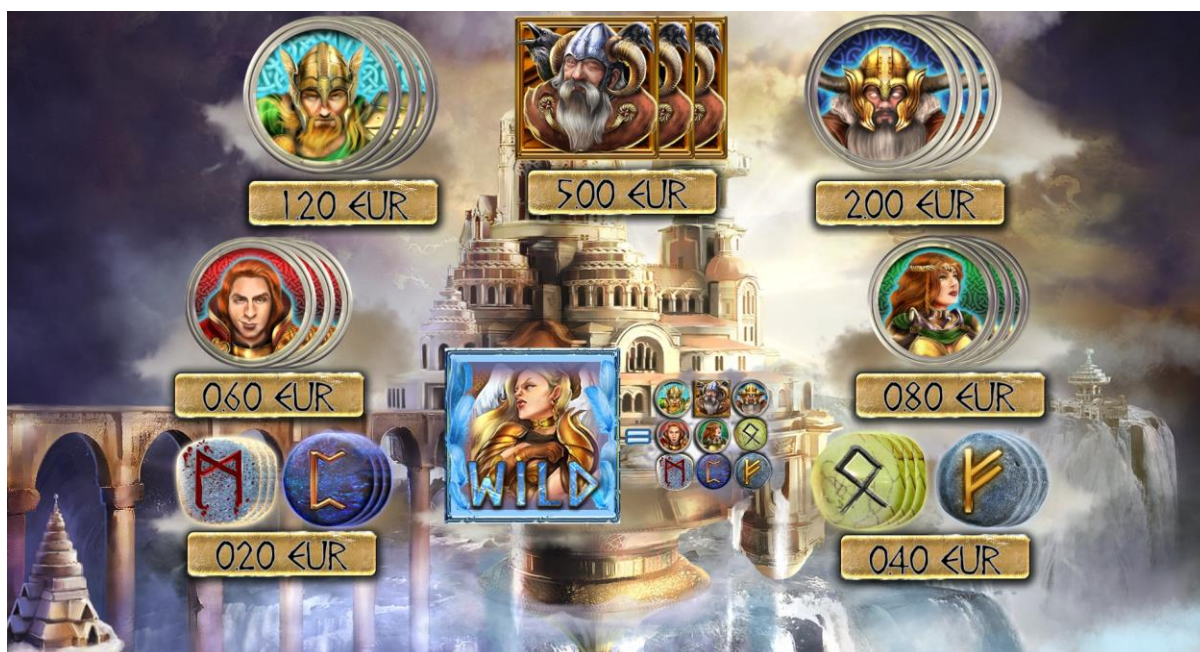 1.20 EUR
5.00 EUR
2.00 EUR
0.60 EUR
0.80 EUR
WILD
=
ᛗ
ᛈ
ᛟ
ᚠ
0.20 EUR
0.40 EUR